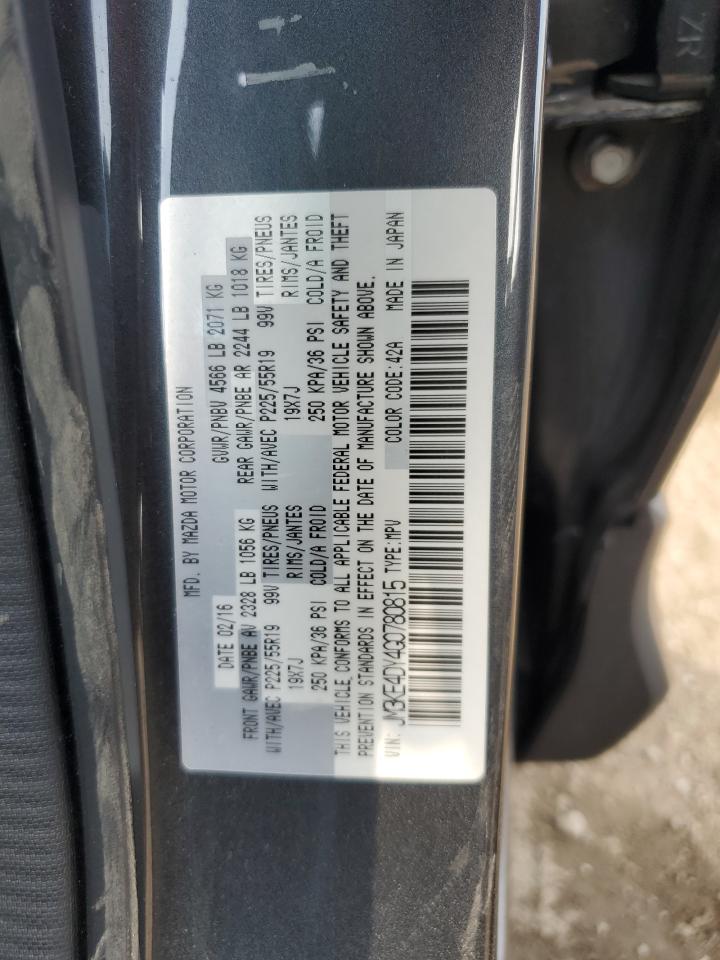 MFD. BY MAZDA MOTOR CORPORATION
DATE 02/16 GVWR/PNBV 4566 LB 2071 KG
FRONT GAWR/PNBE AV 2328 LB 1056 KG REAR GAWR/PNBE AR 2244 LB 1018 KG
WITH/AVEC P225/55R19 99V TIRES/PNEUS WITH/AVEC P225/55R19 99V TIRES/PNEUS
19X7J RIMS/JANTES 19X7J RIMS/JANTES
250 KPA/36 PSI COLD/A FROID 250 KPA/36 PSI COLD/A FROID
THIS VEHICLE CONFORMS TO ALL APPLICABLE FEDERAL MOTOR VEHICLE SAFETY AND THEFT
PREVENTION STANDARDS IN EFFECT ON THE DATE OF MANUFACTURE SHOWN ABOVE.
VIN: JM3KE4DY4G0780815 TYPE:MPV COLOR CODE:42A MADE IN JAPAN
ZR